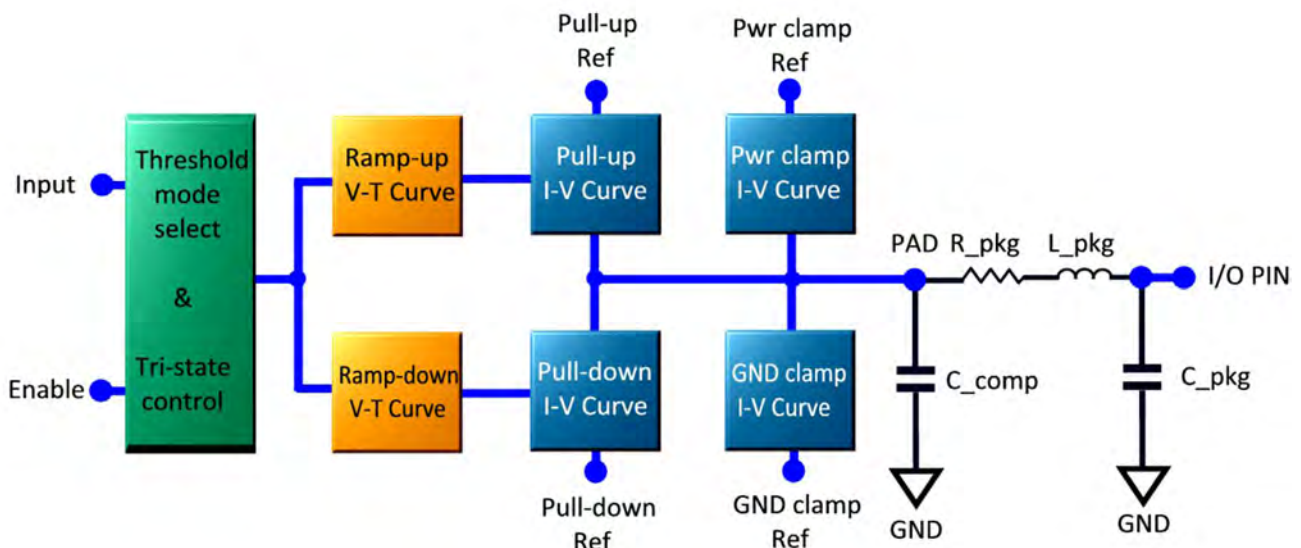 Pull-up
Ref
Pwr clamp
Ref
Input
Enable
Threshold
mode
select
&
Tri-state
control
Ramp-up
V-T Curve
Pull-up
I-V Curve
Pwr clamp
I-V Curve
Ramp-down
V-T Curve
Pull-down
I-V Curve
GND clamp
I-V Curve
PAD
R_pkg
L_pkg
I/O PIN
C_comp
C_pkg
GND
GND
Pull-down
Ref
GND clamp
Ref